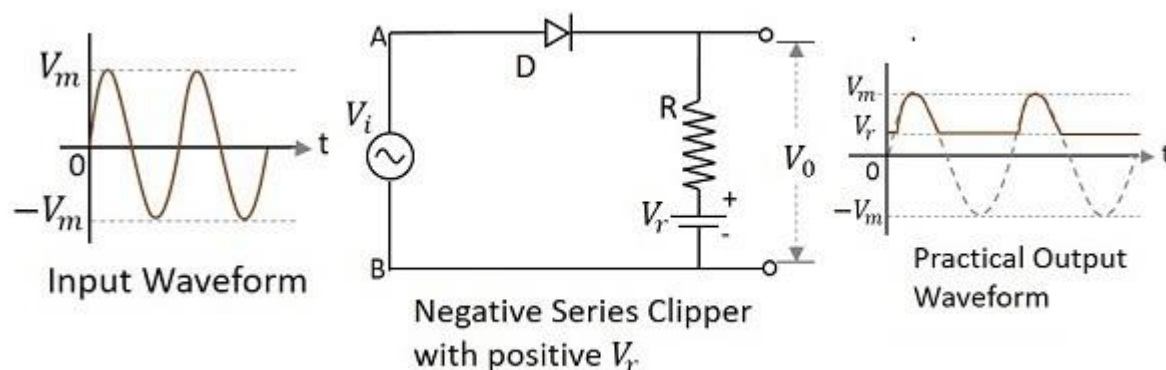 V_m
0
t
-V_m
Input Waveform
A
D
V_i
R
V_0
V_r
+
-
B
Negative Series Clipper
with positive V_r
V_m
V_r
0
t
-V_m
Practical Output
Waveform